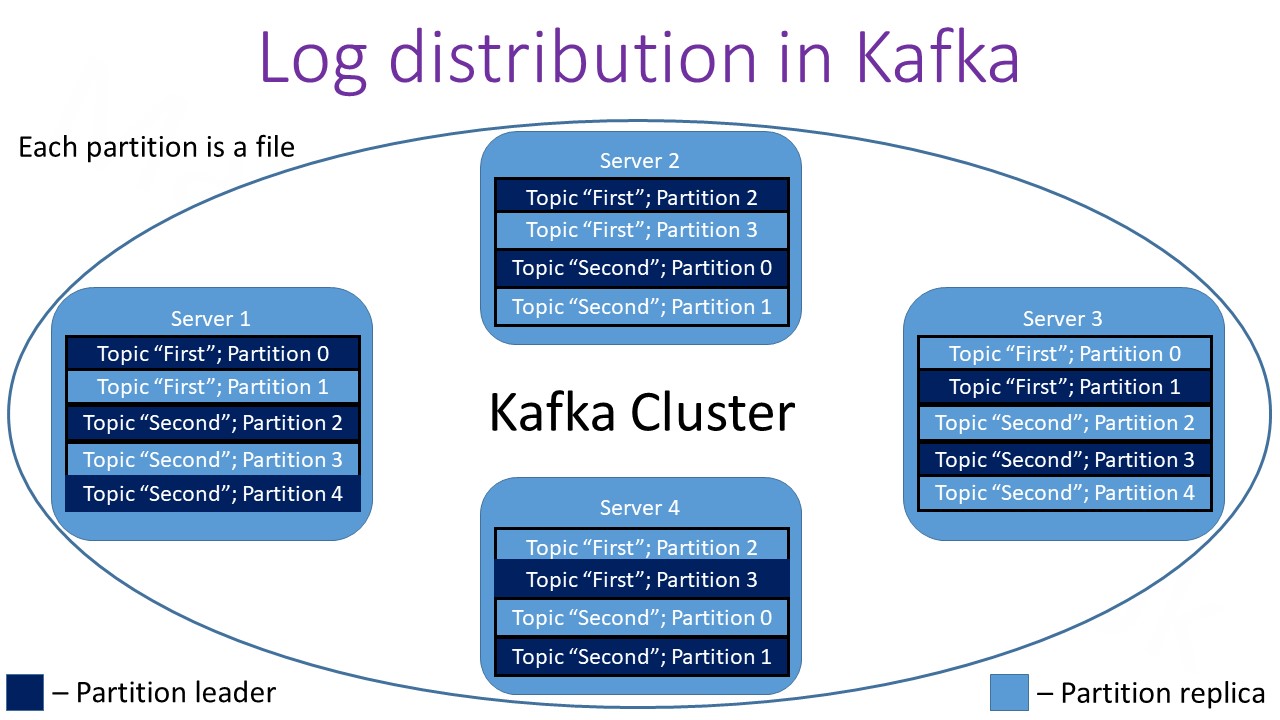 Log distribution in Kafka
Each partition is a file
Server 2
Topic “First”; Partition 2
Topic “First”; Partition 3
Topic “Second”; Partition 0
Topic “Second”; Partition 1
Server 1
Topic “First”; Partition 0
Topic “First”; Partition 1
Topic “Second”; Partition 2
Topic “Second”; Partition 3
Topic “Second”; Partition 4
Server 3
Topic “First”; Partition 0
Topic “First”; Partition 1
Topic “Second”; Partition 2
Topic “Second”; Partition 3
Topic “Second”; Partition 4
Kafka Cluster
Server 4
Topic “First”; Partition 2
Topic “First”; Partition 3
Topic “Second”; Partition 0
Topic “Second”; Partition 1
– Partition leader
– Partition replica